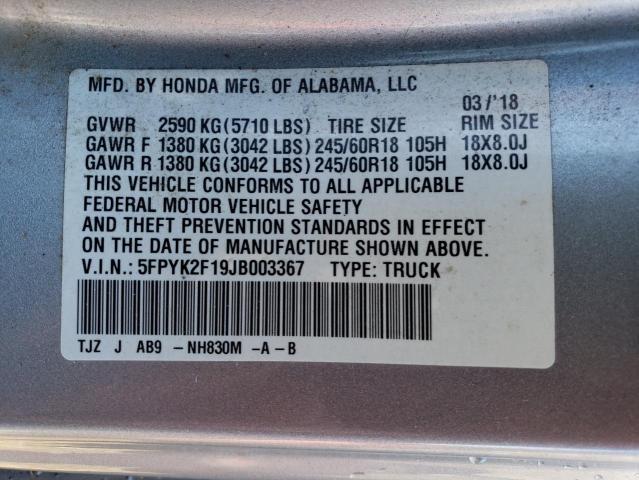 MFD. BY HONDA MFG. OF ALABAMA, LLC
03/'18
GVWR 2590 KG(5710 LBS) TIRE SIZE RIM SIZE
GAWR F 1380 KG(3042 LBS) 245/60R18 105H 18X8.0J
GAWR R 1380 KG(3042 LBS) 245/60R18 105H 18X8.0J
THIS VEHICLE CONFORMS TO ALL APPLICABLE
FEDERAL MOTOR VEHICLE SAFETY
AND THEFT PREVENTION STANDARDS IN EFFECT
ON THE DATE OF MANUFACTURE SHOWN ABOVE.
V.I.N.: 5FPYK2F19JB003367 TYPE: TRUCK
TJZ J AB9 -NH830M -A-B